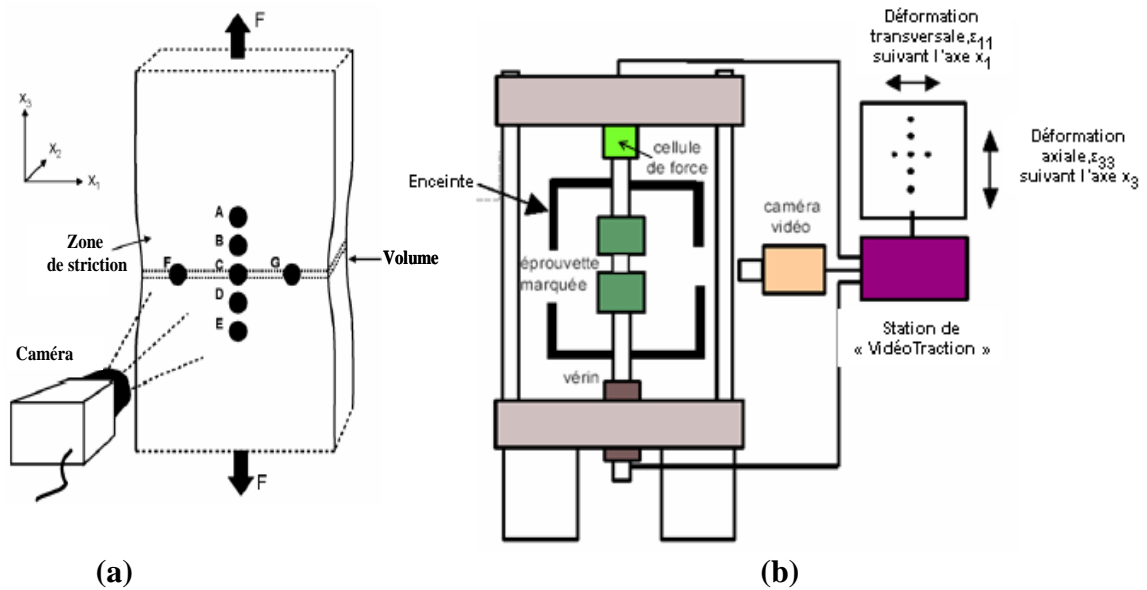 F
X₃
X₂
X₁
A
B
C
D
E
F
G
Zone
de striction
Volume
Caméra
F
(a)
Déformation
transversale,ε₁₁
suivant l'axe x₁
Déformation
axiale,ε₃₃
suivant l'axe x₃
cellule
de force
Enceinte
caméra
vidéo
éprouvette
marquée
vérin
Station de
« VidéoTraction »
(b)